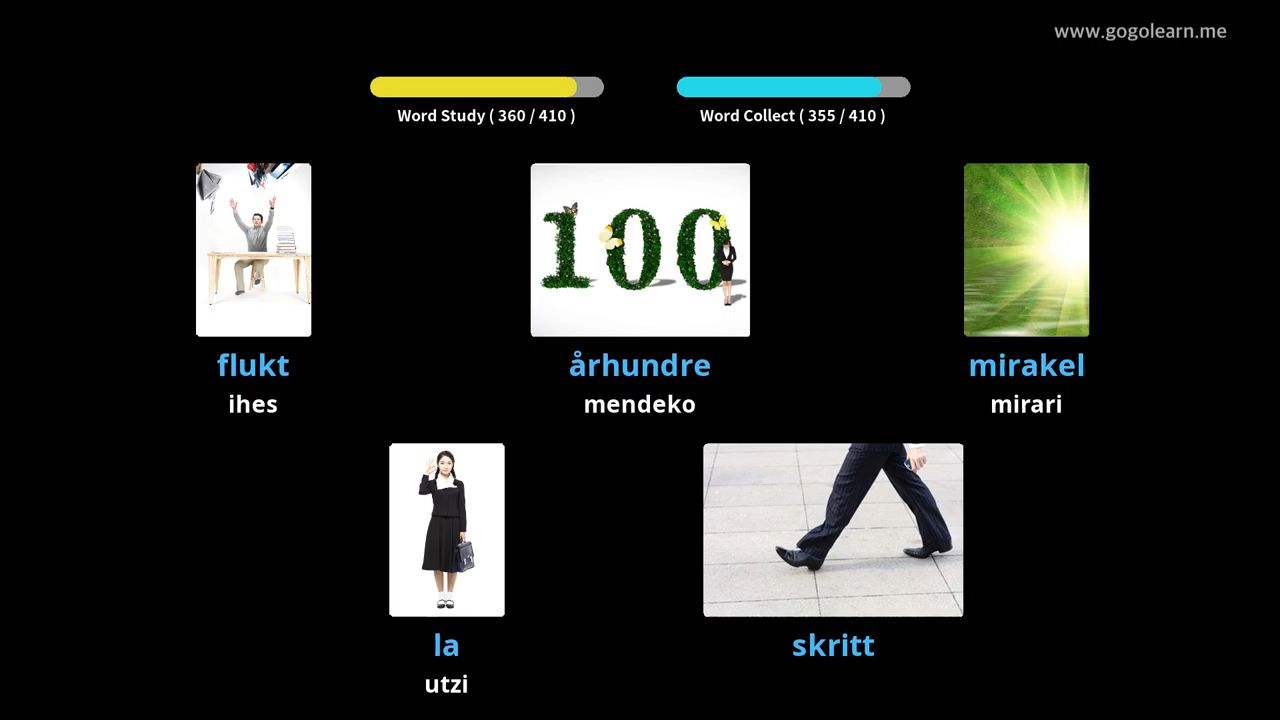 www.gogolearn.me
Word Study ( 360 / 410 )
Word Collect ( 355 / 410 )
100
flukt
århundre
mirakel
ihes
mendeko
mirari
la
skritt
utzi